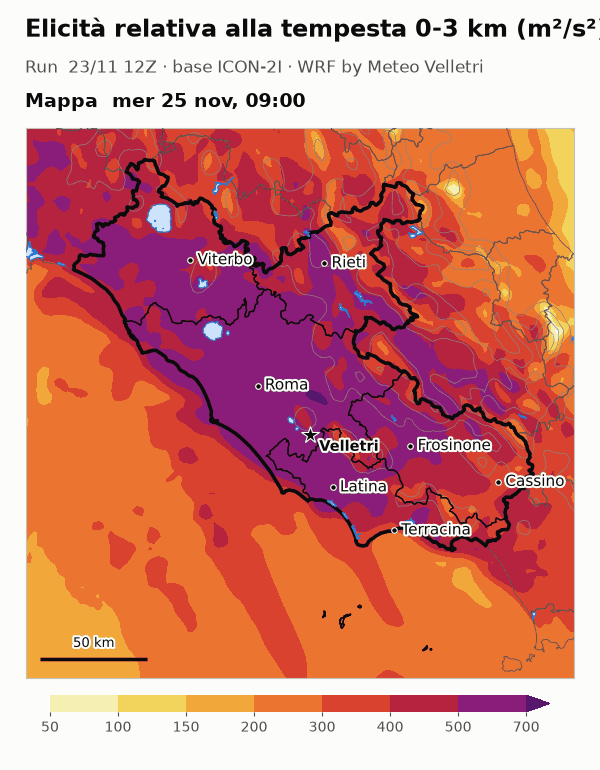 Elicità relativa alla tempesta 0-3 km (m²/s²)
Run 23/11 12Z · base ICON-2I · WRF by Meteo Velletri
Mappa mer 25 nov, 09:00
Viterbo
Rieti
Roma
Velletri
Frosinone
Latina
Cassino
Terracina
50 km
50 100 150 200 300 400 500 700